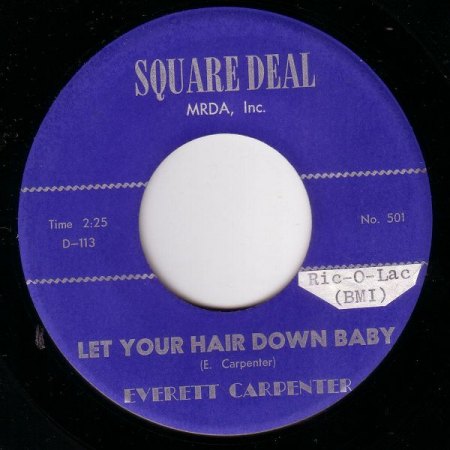 SQUARE DEAL
MRDA, Inc.
Time 2:25
D-113
No. 501
Ric-O-Lac
(BMI)
LET YOUR HAIR DOWN BABY
(E. Carpenter)
EVERETT CARPENTER